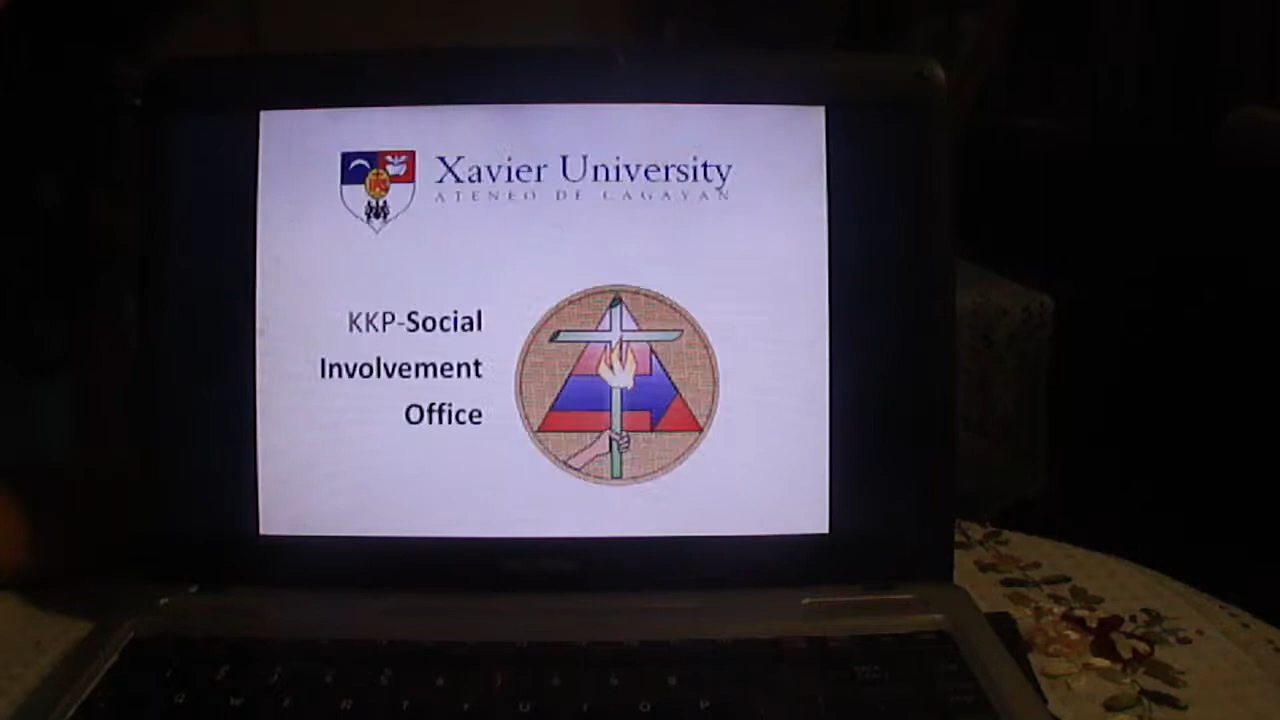 Xavier University
ATENEO DE CAGAYAN
KKP-Social
Involvement
Office